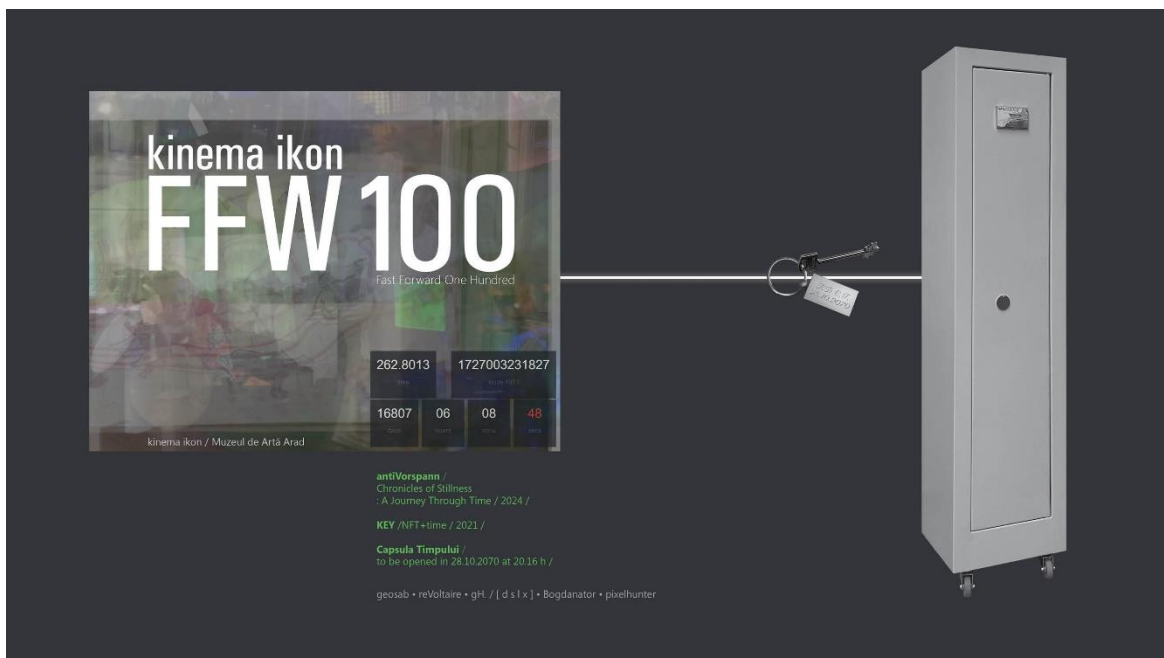 kinema ikon
FFW 100
Fast Forward One Hundred
262.8013
1727003231827
16807
06
08
48
kinema ikon / Muzeul de Artă Arad
antiVorspann /
Chronicles of Stillness
: A Journey Through Time / 2024 /
KEY /NFT+time / 2021 /
Capsula Timpului /
to be opened in 28.10.2070 at 20.16 h /
geosab • reVoltaire • gH. / [ d s l x ] • Bogdanator • pixelhunter